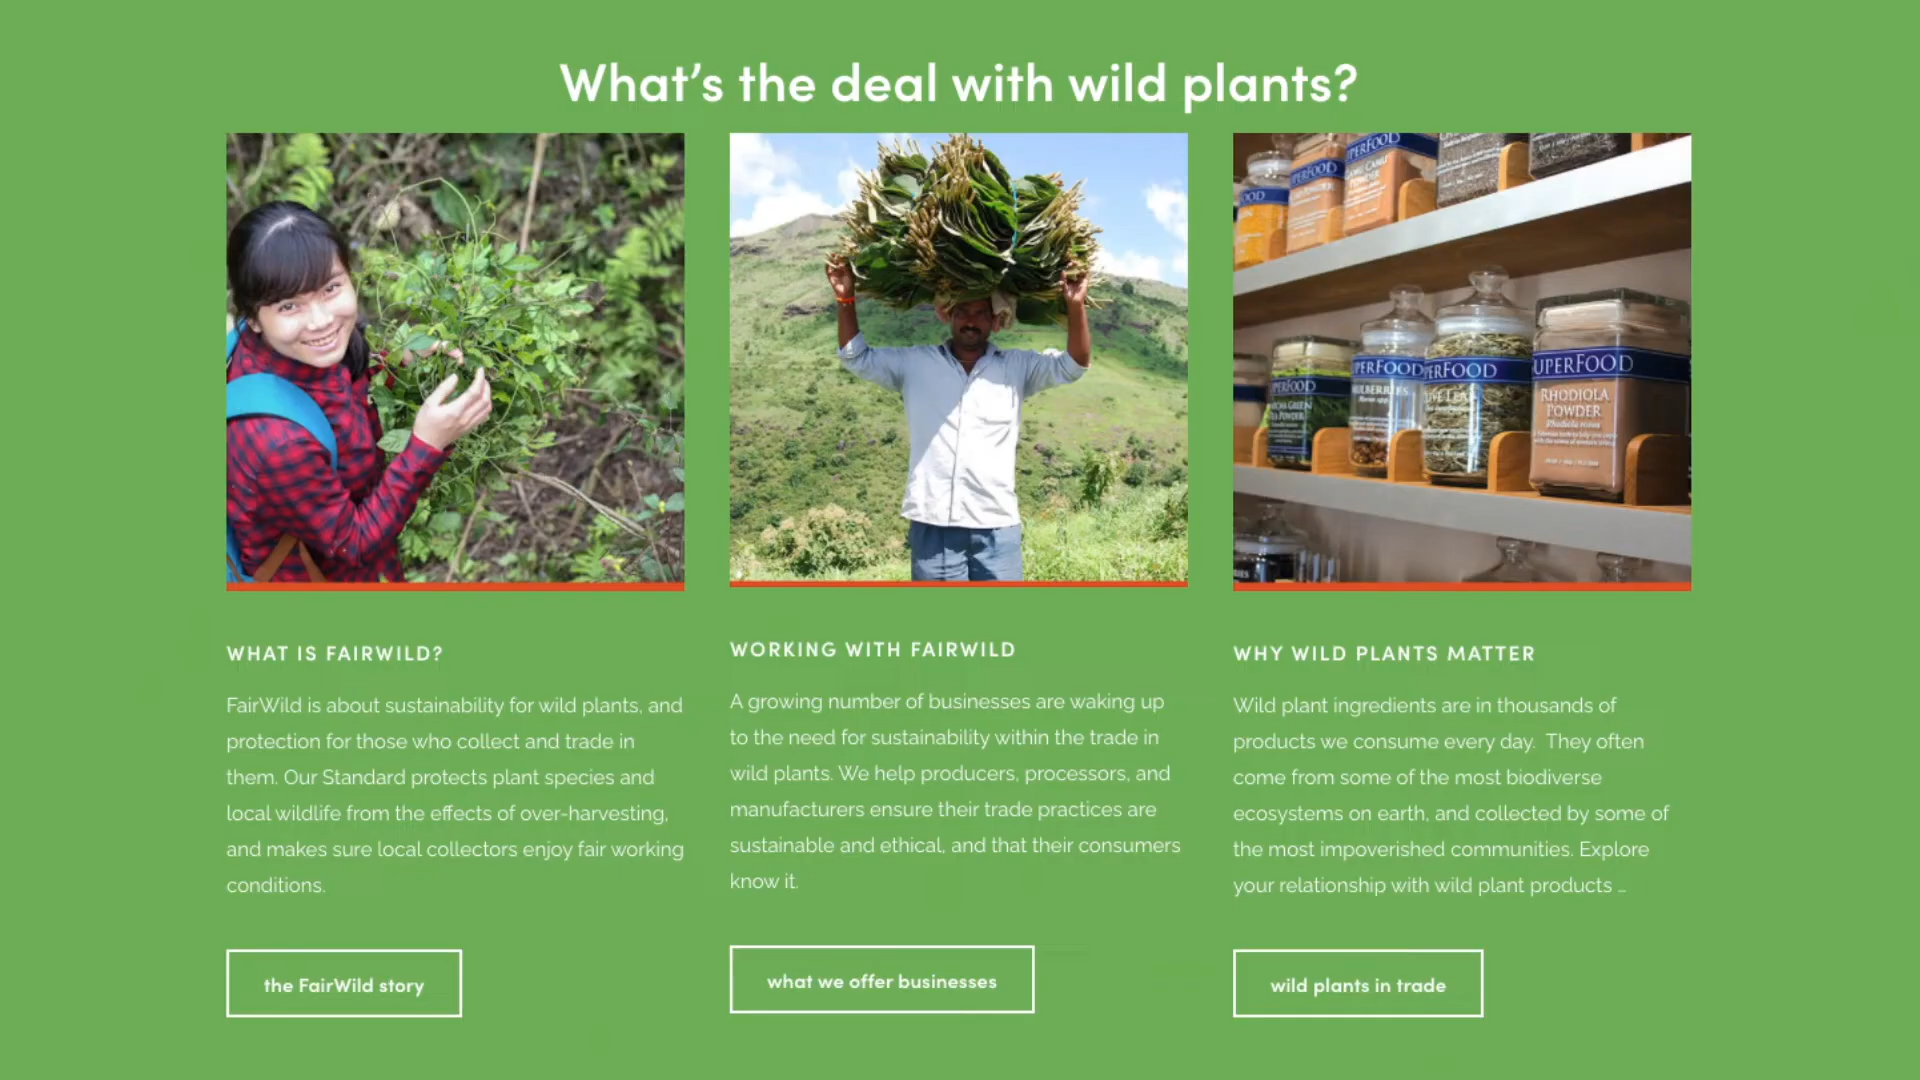 What's the deal with wild plants?
WHAT IS FAIRWILD?
FairWild is about sustainability for wild plants, and
protection for those who collect and trade in
them. Our Standard protects plant species and
local wildlife from the effects of over-harvesting,
and makes sure local collectors enjoy fair working
conditions.
the FairWild story
WORKING WITH FAIRWILD
A growing number of businesses are waking up
to the need for sustainability within the trade in
wild plants. We help producers, processors, and
manufacturers ensure their trade practices are
sustainable and ethical, and that their consumers
know it.
what we offer businesses
UPERFOOD
RHODIOLA
POWDER
Rhodiola rosea
WHY WILD PLANTS MATTER
Wild plant ingredients are in thousands of
products we consume every day. They often
come from some of the most biodiverse
ecosystems on earth, and collected by some of
the most impoverished communities. Explore
your relationship with wild plant products ...
wild plants in trade